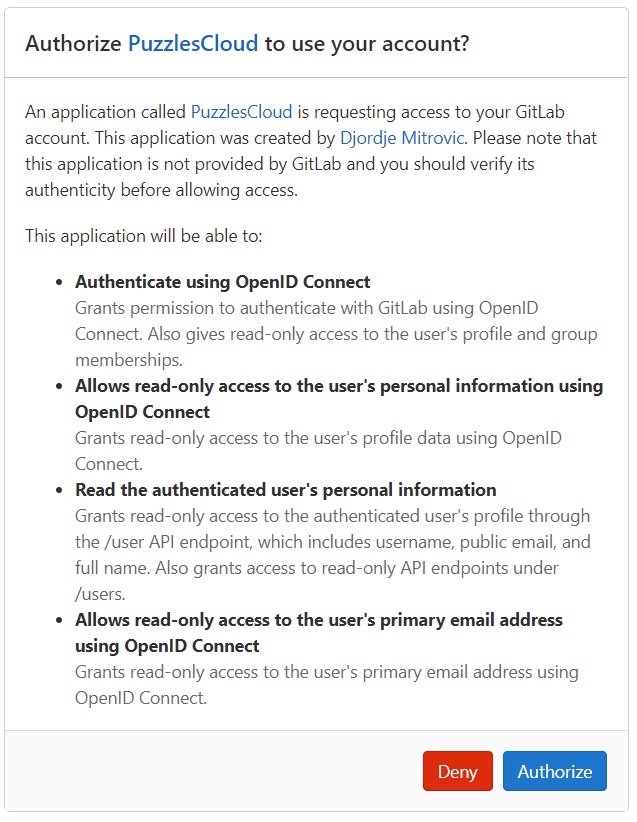 Authorize PuzzlesCloud to use your account?
An application called PuzzlesCloud is requesting access to your GitLab
account. This application was created by Djordje Mitrovic. Please note that
this application is not provided by GitLab and you should verify its
authenticity before allowing access.
This application will be able to:
• Authenticate using OpenID Connect
Grants permission to authenticate with GitLab using OpenID
Connect. Also gives read-only access to the user's profile and group
memberships.
• Allows read-only access to the user's personal information using
OpenID Connect
Grants read-only access to the user's profile data using OpenID
Connect.
• Read the authenticated user's personal information
Grants read-only access to the authenticated user's profile through
the /user API endpoint, which includes username, public email, and
full name. Also grants access to read-only API endpoints under
/users.
• Allows read-only access to the user's primary email address
using OpenID Connect
Grants read-only access to the user's primary email address using
OpenID Connect.
Deny Authorize